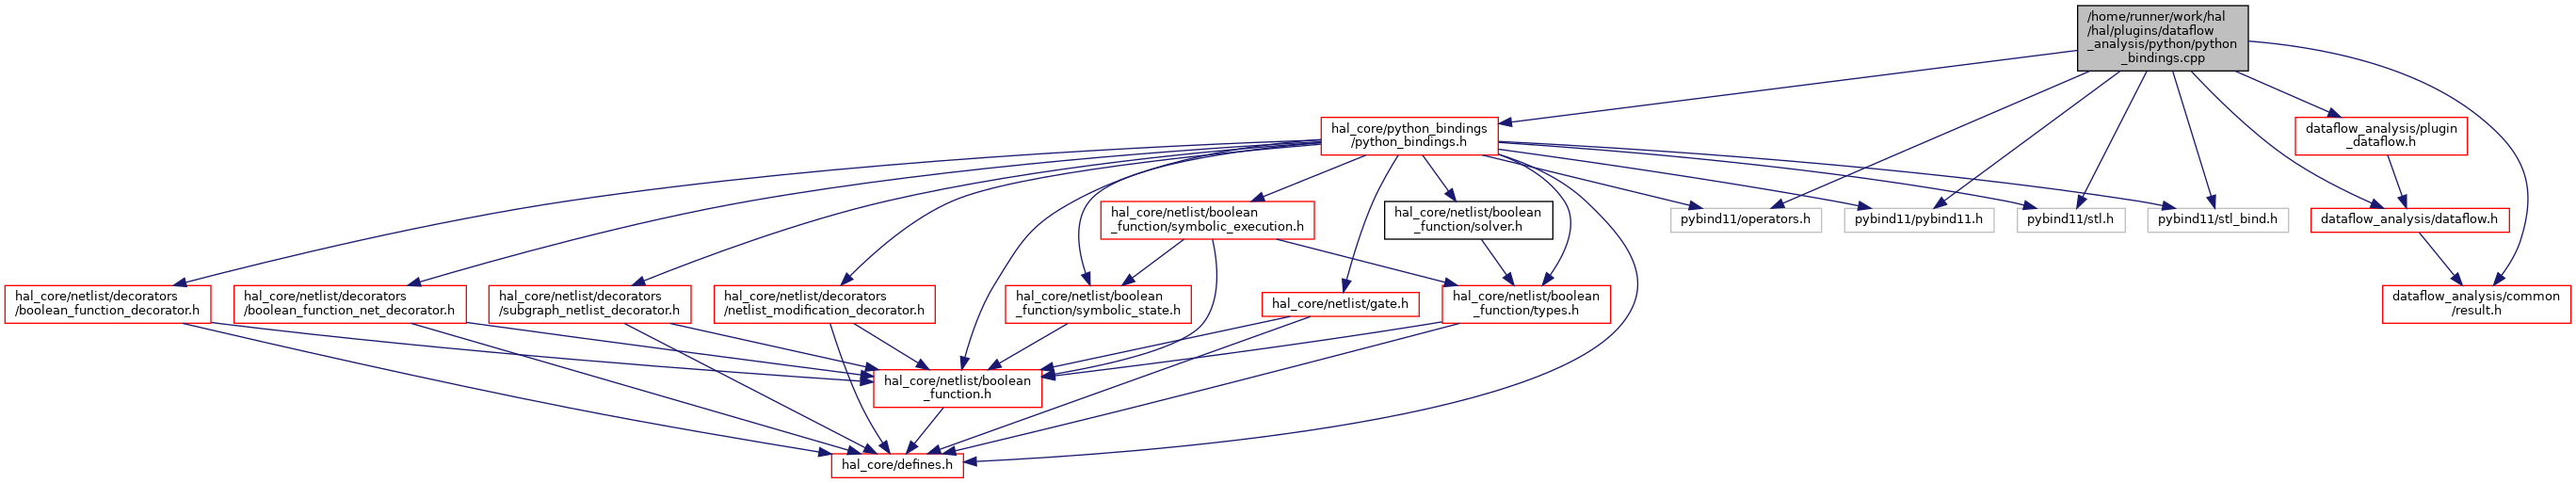 /home/runner/work/hal
/hal/plugins/dataflow
_analysis/python/python
_bindings.cpp
hal_core/python_bindings
/python_bindings.h
dataflow_analysis/plugin
_dataflow.h
hal_core/netlist/boolean
_function/symbolic_execution.h
hal_core/netlist/boolean
_function/solver.h
pybind11/operators.h
pybind11/pybind11.h
pybind11/stl.h
pybind11/stl_bind.h
dataflow_analysis/dataflow.h
hal_core/netlist/decorators
/boolean_function_decorator.h
hal_core/netlist/decorators
/boolean_function_net_decorator.h
hal_core/netlist/decorators
/subgraph_netlist_decorator.h
hal_core/netlist/decorators
/netlist_modification_decorator.h
hal_core/netlist/boolean
_function/symbolic_state.h
hal_core/netlist/gate.h
hal_core/netlist/boolean
_function/types.h
dataflow_analysis/common
/result.h
hal_core/netlist/boolean
_function.h
hal_core/defines.h